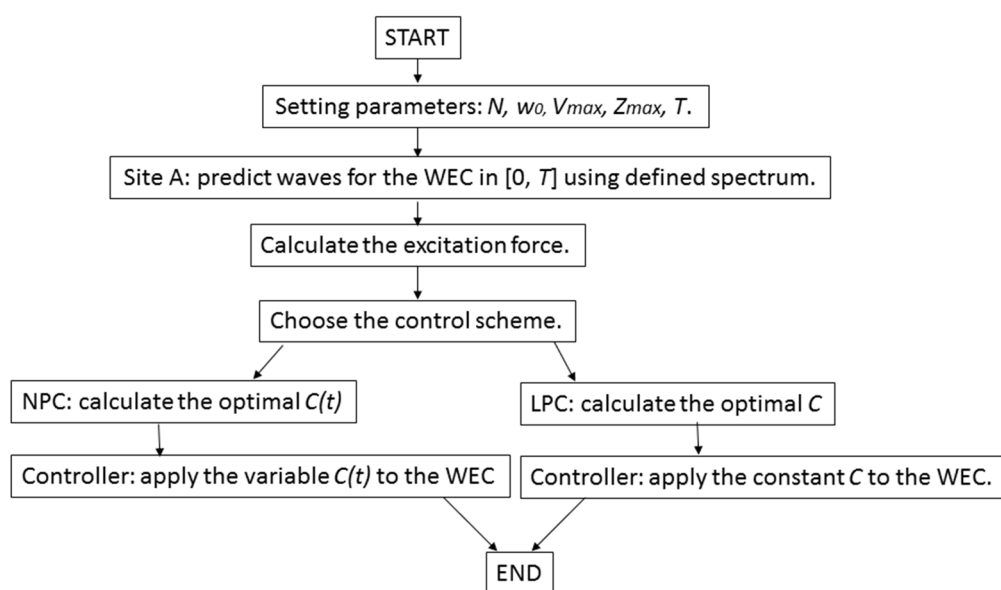 START
Setting parameters: N, w0, Vmax, Zmax, T.
Site A: predict waves for the WEC in [0, T] using defined spectrum.
Calculate the excitation force.
Choose the control scheme.
NPC: calculate the optimal C(t)
LPC: calculate the optimal C
Controller: apply the variable C(t) to the WEC
Controller: apply the constant C to the WEC.
END